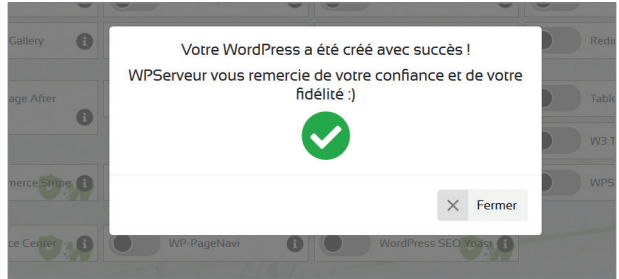 Gallery
Redir
Votre WordPress a été créé avec succès !
WPServeur vous remercie de votre confiance et de votre
fidélité :)
age After
Table
W3 T
merce Stripe
WPS
Fermer
ce Center
WP-PageNavi
WordPress SEO Yoast